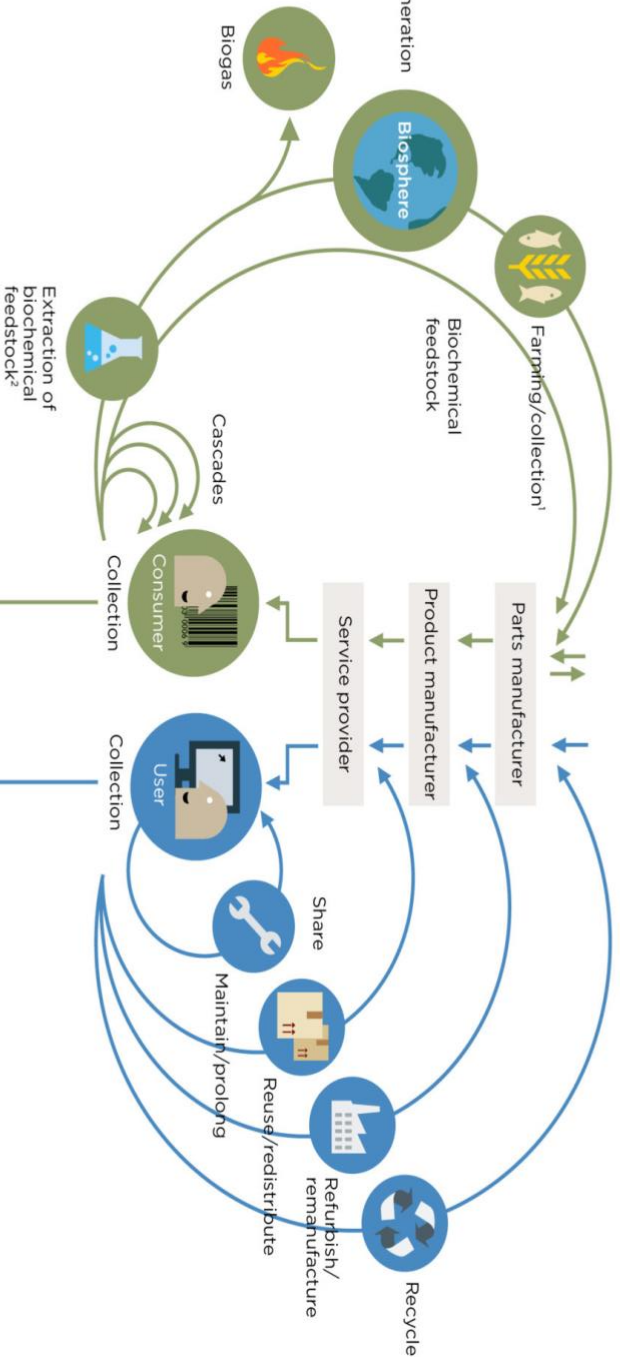 neration
Biosphere
Biogas
Farming/collection¹
Biochemical
feedstock
Extraction of
biochemical
feedstock²
Cascades
Parts manufacturer
Product manufacturer
Service provider
Consumer
Collection
User
Collection
Share
Maintain/prolong
Reuse/redistribute
Refurbish/
remanufacture
Recycle